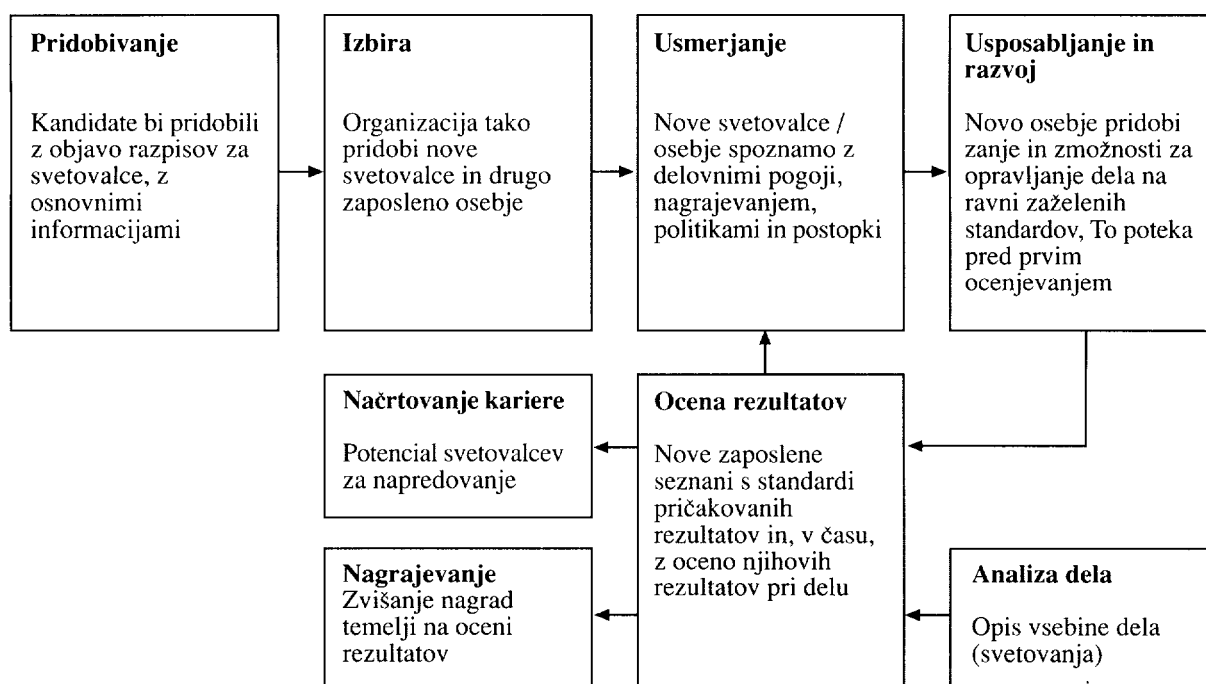 Pridobivanje
Kandidate bi pridobili
z objavo razpisov za
svetovalce, z
osnovnimi
informacijami
Izbira
Organizacija tako
pridobi nove
svetovalce in drugo
zaposleno osebje
Usmerjanje
Nove svetovalce /
osebje spoznamo z
delovnimi pogoji,
nagrajevanjem,
politikami in postopki
Usposabljanje in
razvoj
Novo osebje pridobi
zanje in zmožnosti za
opravljanje dela na
ravni zaželenih
standardov, To poteka
pred prvim
ocenjevanjem
Načrtovanje kariere
Potencial svetovalcev
za napredovanje
Ocena rezultatov
Nove zaposlene
seznani s standardi
pričakovanih
rezultatov in, v času,
z oceno njihovih
rezultatov pri delu
Nagrajevanje
Zvišanje nagrad
temelji na oceni
rezultatov
Analiza dela
Opis vsebine dela
(svetovanja)